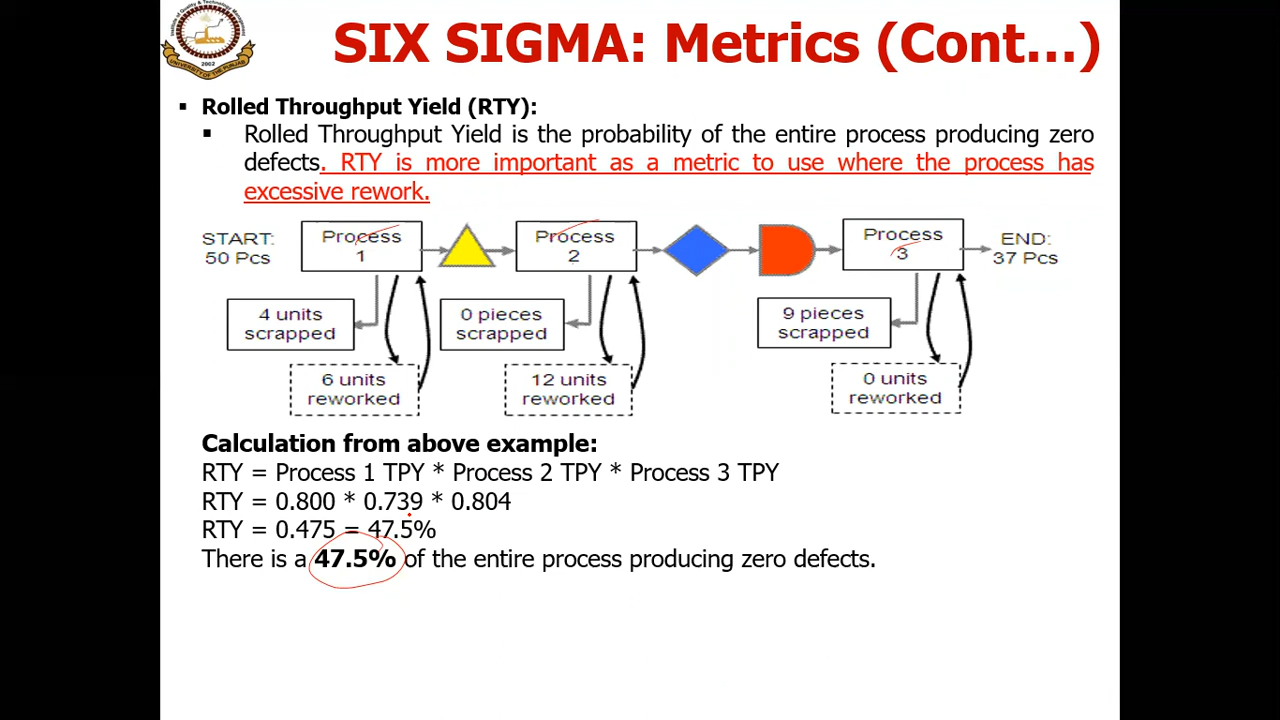 SIX SIGMA: Metrics (Cont...)
▪ Rolled Throughput Yield (RTY):
▪ Rolled Throughput Yield is the probability of the entire process producing zero
defects. RTY is more important as a metric to use where the process has
excessive rework.
START:
50 Pcs
Process
1
Process
2
Process
3
END:
37 Pcs
4 units
scrapped
0 pieces
scrapped
9 pieces
scrapped
6 units
reworked
12 units
reworked
0 units
reworked
Calculation from above example:
RTY = Process 1 TPY * Process 2 TPY * Process 3 TPY
RTY = 0.800 * 0.739 * 0.804
RTY = 0.475 = 47.5%
There is a 47.5% of the entire process producing zero defects.
UNIVERSITY OF THE PUNJAB
2002